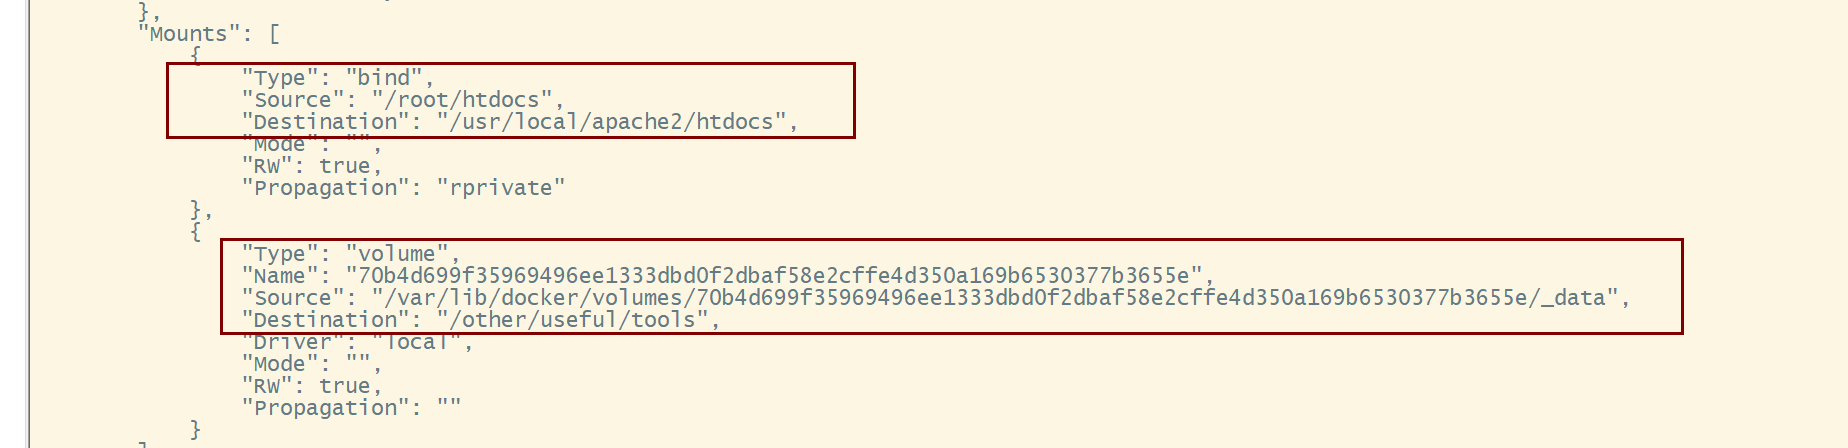 },
"Mounts": [
{
"Type": "bind",
"Source": "/root/htdocs",
"Destination": "/usr/local/apache2/htdocs",
"Mode": "",
"RW": true,
"Propagation": "rprivate"
},
{
"Type": "volume",
"Name": "70b4d699f35969496ee1333dbd0f2dbaf58e2cffe4d350a169b6530377b3655e",
"Source": "/var/lib/docker/volumes/70b4d699f35969496ee1333dbd0f2dbaf58e2cffe4d350a169b6530377b3655e/_data",
"Destination": "/other/useful/tools",
"Driver": "local",
"Mode": "",
"RW": true,
"Propagation": ""
}